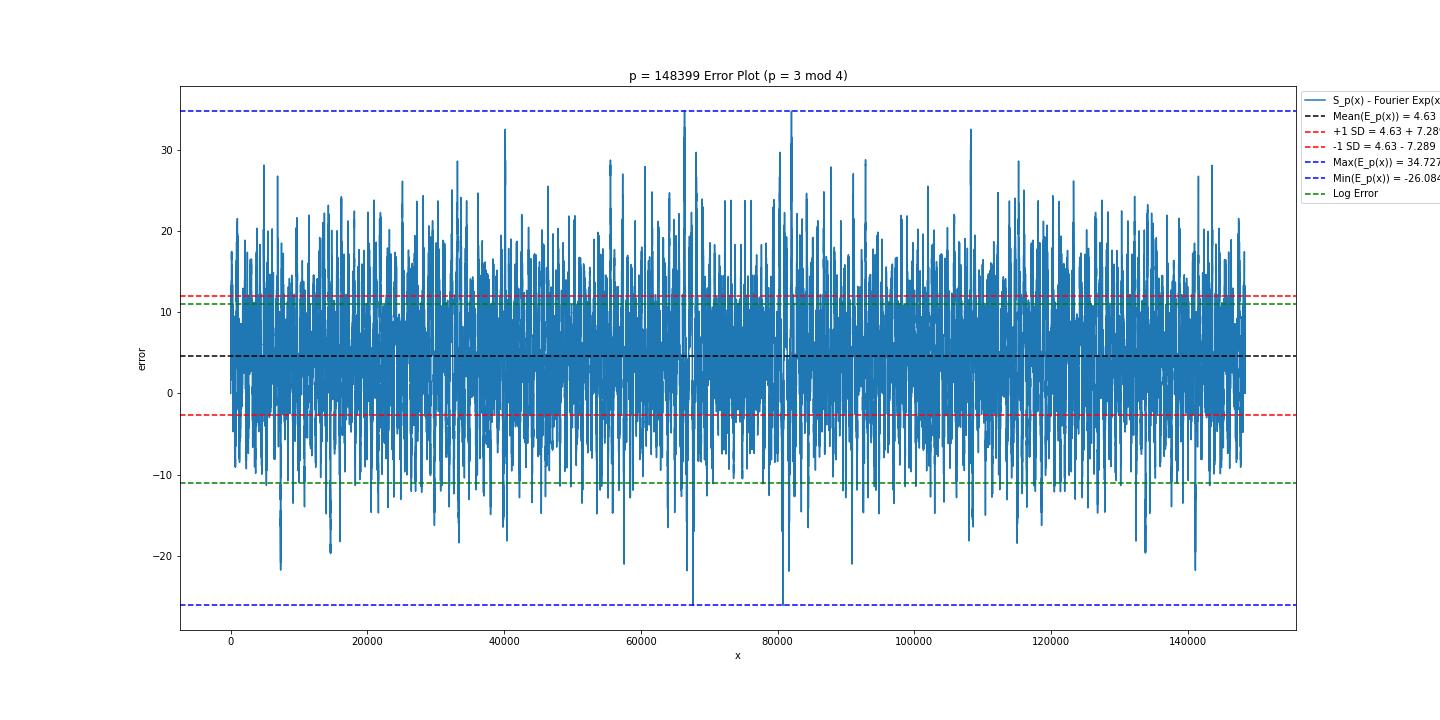 p = 148399 Error Plot (p = 3 mod 4)
S_p(x) - Fourier Exp(x
Mean(E_p(x)) = 4.63
+1 SD = 4.63 + 7.289
-1 SD = 4.63 - 7.289
Max(E_p(x)) = 34.727
Min(E_p(x)) = -26.084
Log Error
error
30
20
10
0
−10
−20
0 20000 40000 60000 80000 100000 120000 140000
x